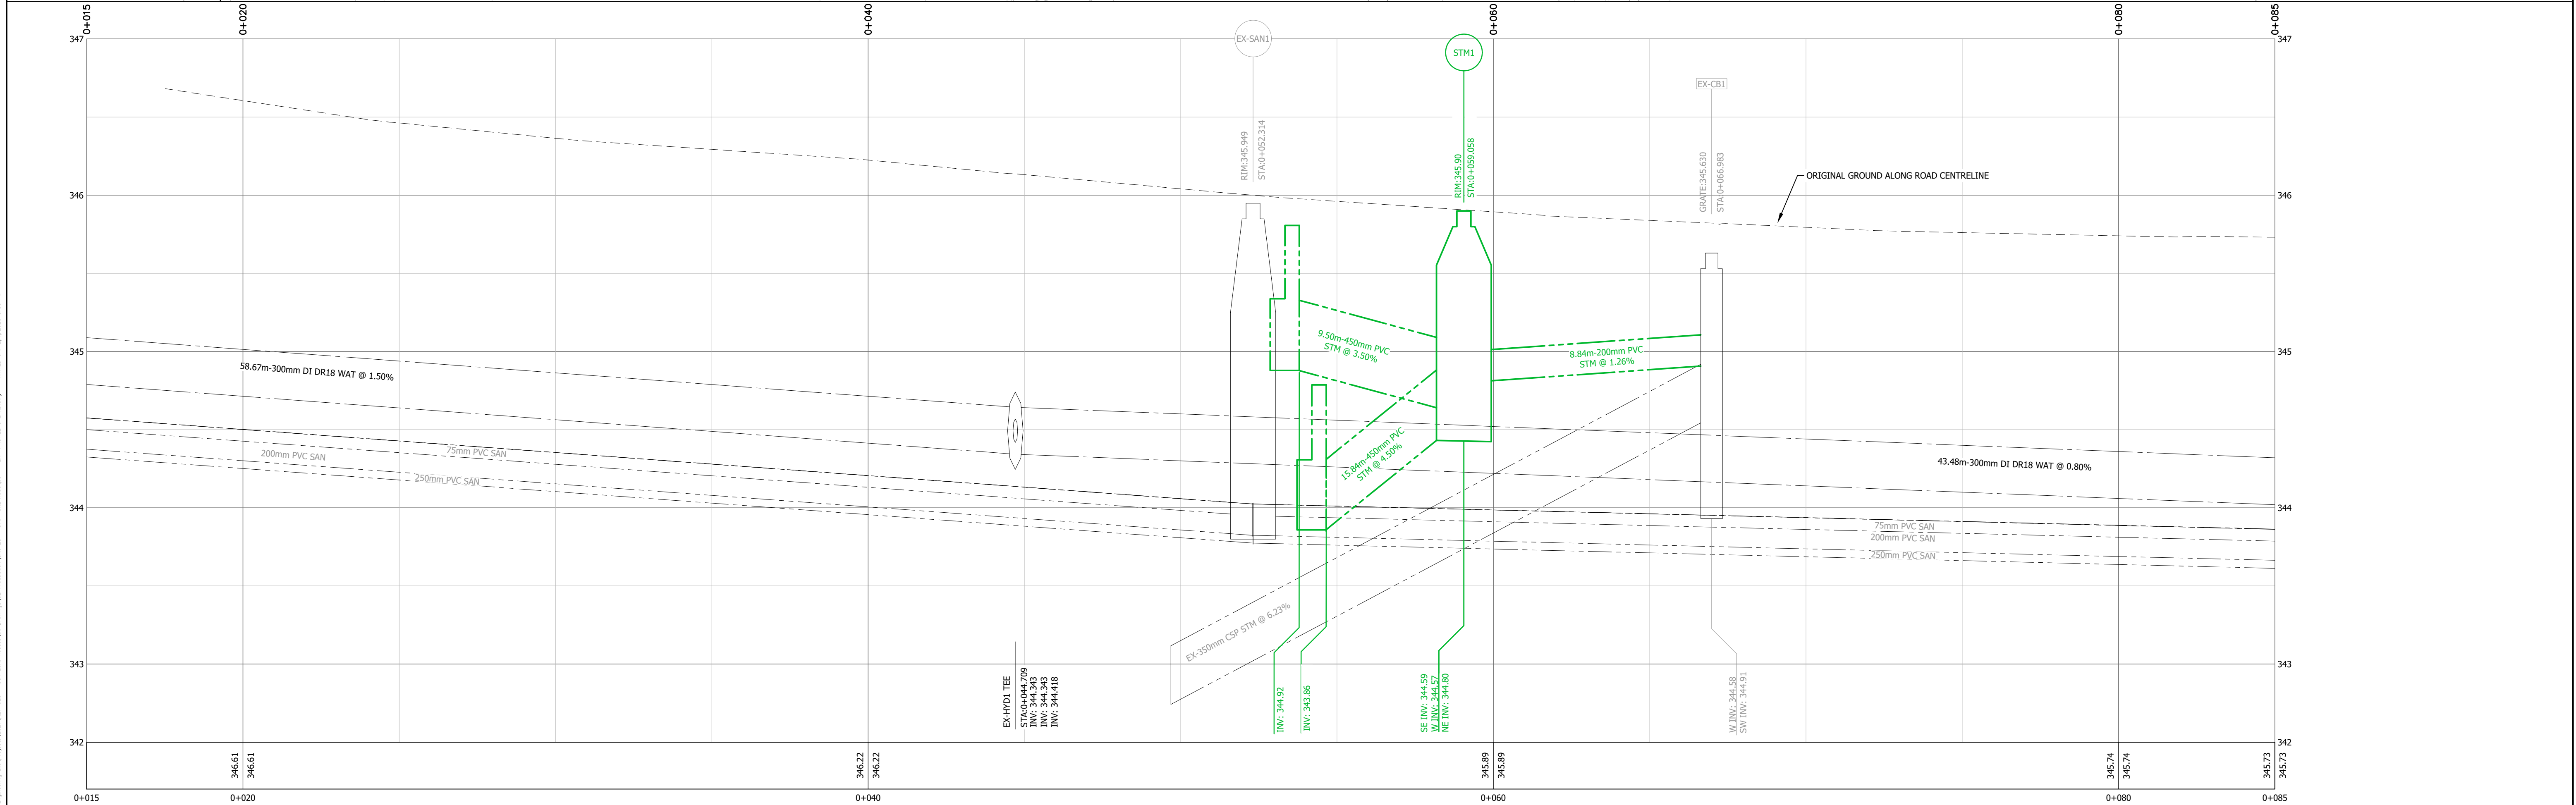 0+015
0+020
0+040
0+060
0+080
0+085
347
347
EX-SAN1
STM1
EX-CB1
RIM:345.949
STA:0+052.314
RIM:345.90
STA:0+059.058
GRATE:345.630
STA:0+066.983
ORIGINAL GROUND ALONG ROAD CENTRELINE
346
346
345
345
9.50m-450mm PVC
STM @ 3.50%
8.84m-200mm PVC
STM @ 1.26%
58.67m-300mm DI DR18 WAT @ 1.50%
15.84m-450mm PVC
STM @ 4.50%
75mm PVC SAN
200mm PVC SAN
250mm PVC SAN
43.48m-300mm DI DR18 WAT @ 0.80%
344
344
75mm PVC SAN
200mm PVC SAN
250mm PVC SAN
EX-350mm CSP STM @ 6.23%
343
343
EX-HYD1 TEE
STA:0+044.709
INV: 344.343
INV: 344.343
INV: 344.418
INV: 344.92
INV: 343.86
SE INV: 344.59
W INV: 344.57
NE INV: 344.80
W INV: 344.58
SW INV: 344.91
342
342
346.61
346.61
346.22
346.22
345.89
345.89
345.74
345.74
345.73
345.73
0+015
0+020
0+040
0+060
0+080
0+085